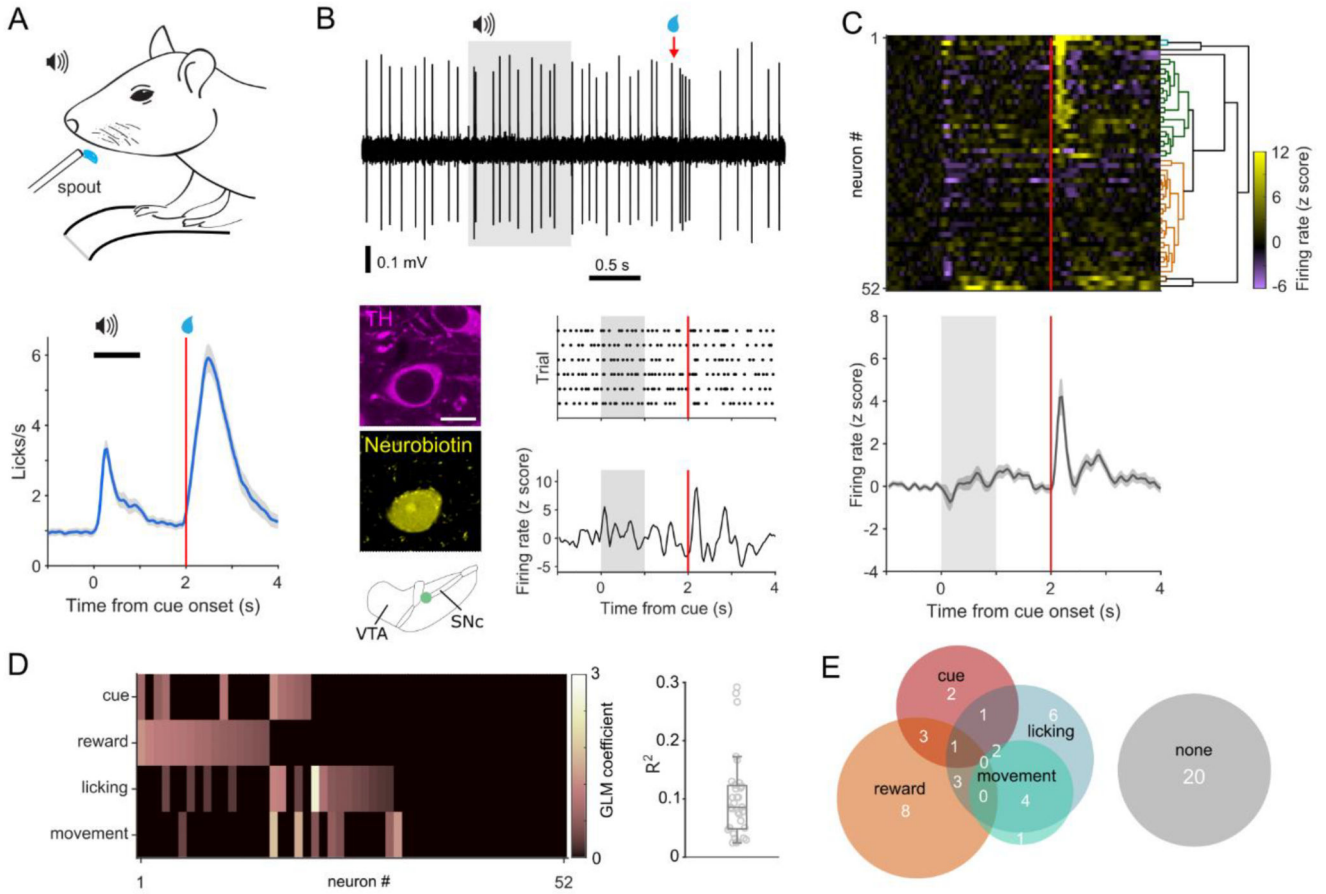 A
spout
Licks/s
6
4
2
0
0
2
4
Time from cue onset (s)
B
0.1 mV
0.5 s
TH
Neurobiotin
VTA
SNc
Trial
0
2
4
Firing rate (z score)
10
5
0
-5
0
2
4
Time from cue (s)
C
1
neuron #
52
12
6
0
-6
Firing rate (z score)
Firing rate (z score)
8
6
4
2
0
-2
-4
0
2
4
Time from cue onset (s)
D
cue
reward
licking
movement
1
neuron #
52
3
0
GLM coefficient
R2
0.3
0.2
0.1
0
E
cue
2
1
6
licking
3
1
2
0
movement
reward
3
0
4
8
1
none
20